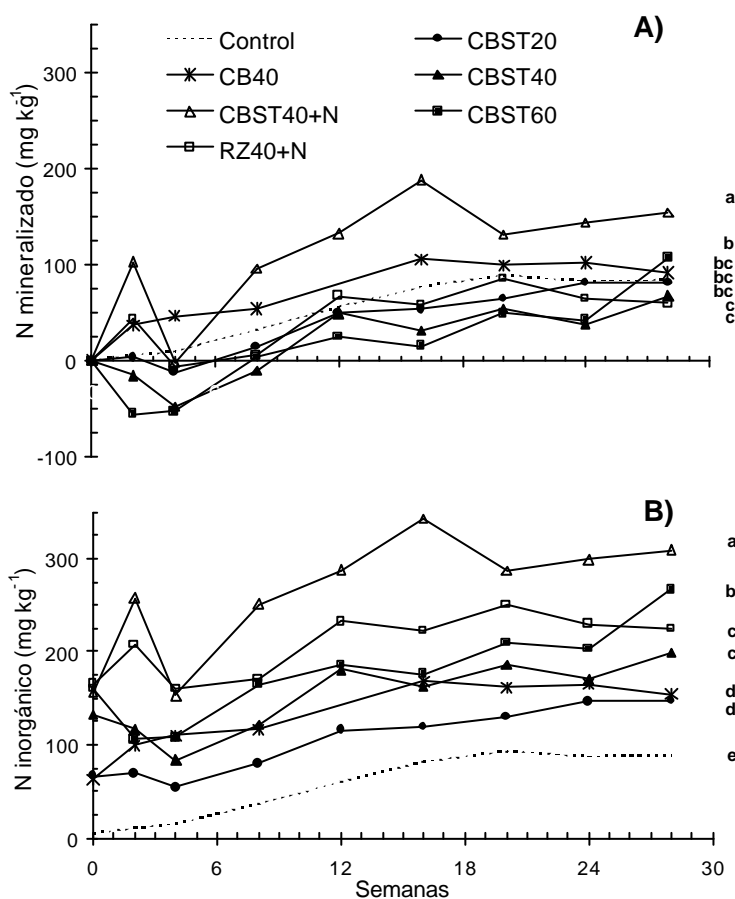 A)
Control
CBST20
CB40
CBST40
CBST40+N
CBST60
RZ40+N
N mineralizado (mg kg-1)
300
200
100
0
-100
a
b
bc
bc
bc
c
c
B)
N inorgánico (mg kg-1)
300
200
100
0
a
b
c
c
d
d
e
0 6 12 18 24 30
Semanas